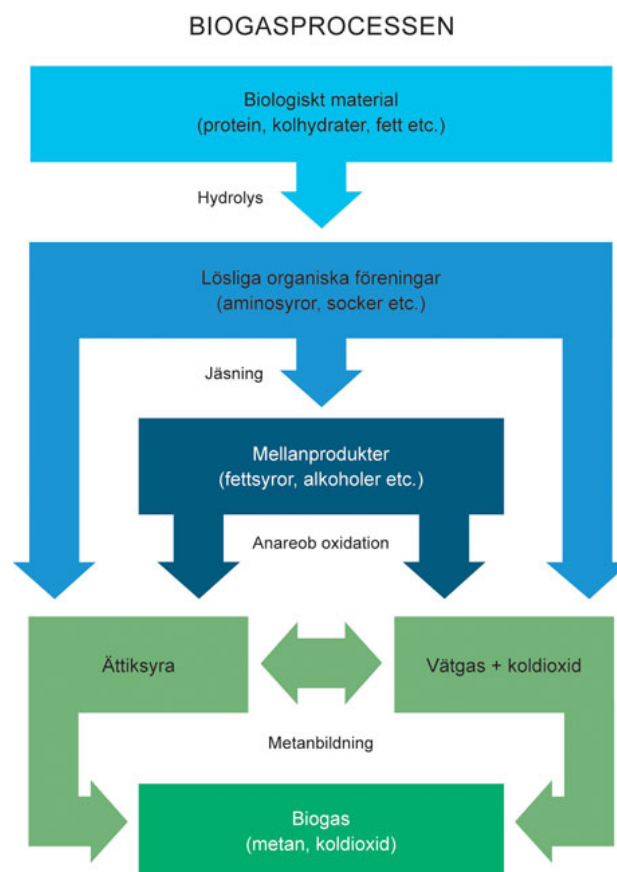 BIOGASPROCESSEN
Biologiskt material
(protein, kolhydrater, fett etc.)
Hydrolys
Lösliga organiska föreningar
(aminosyror, socker etc.)
Jäsning
Mellanprodukter
(fettsyror, alkoholer etc.)
Anareob oxidation
Ättiksyra
Vätgas + koldioxid
Metanbildning
Biogas
(metan, koldioxid)